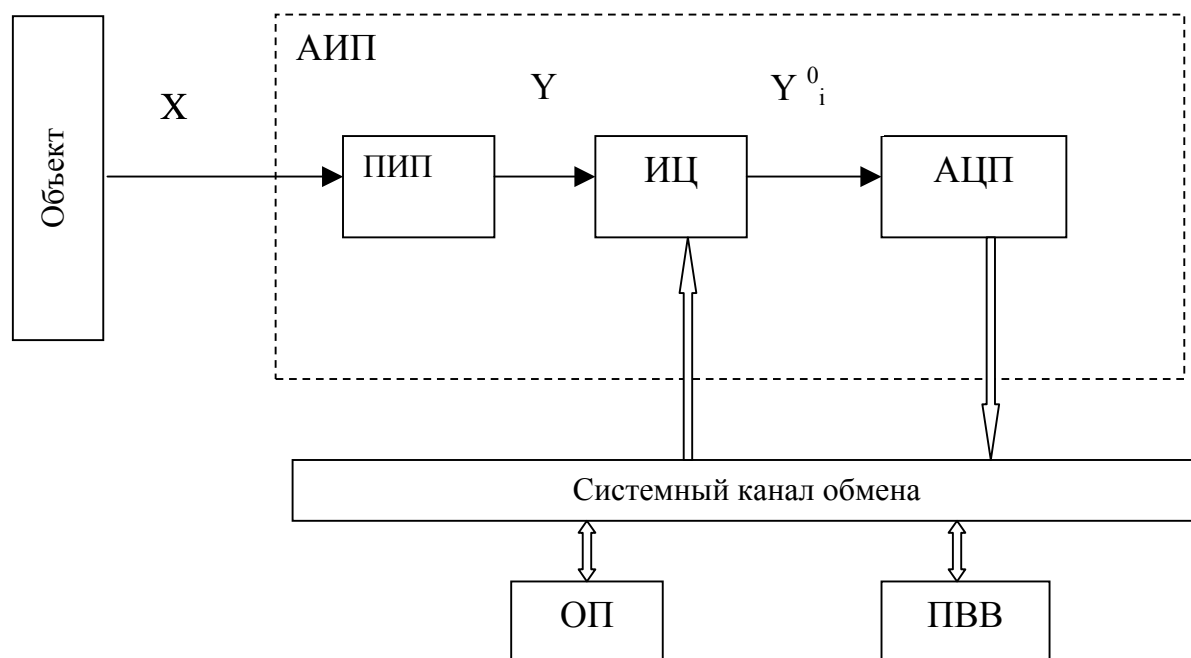 АИП
X
Y
Y 0 i
Объект
ПИП
ИЦ
АЦП
Системный канал обмена
ОП
ПВВ